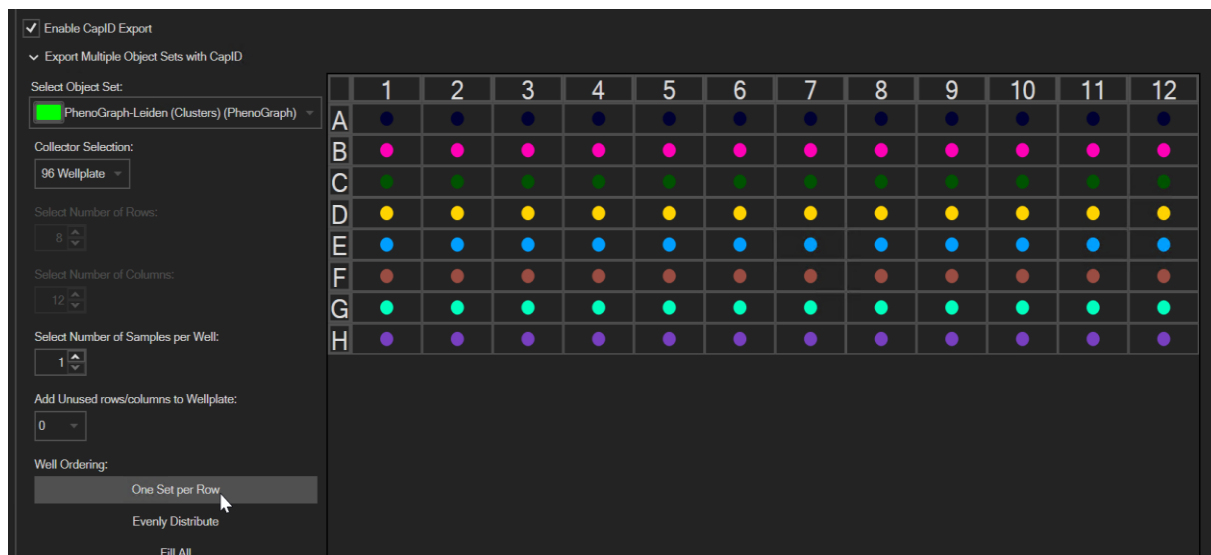 Enable CapID Export
Export Multiple Object Sets with CapID
Select Object Set:
PhenoGraph-Leiden (Clusters) (PhenoGraph)
Collector Selection:
96 Wellplate
Select Number of Rows:
8
Select Number of Columns:
12
Select Number of Samples per Well:
1
Add Unused rows/columns to Wellplate:
0
Well Ordering:
One Set per Row
Evenly Distribute
Fill All
1 2 3 4 5 6 7 8 9 10 11 12
A
B
C
D
E
F
G
H